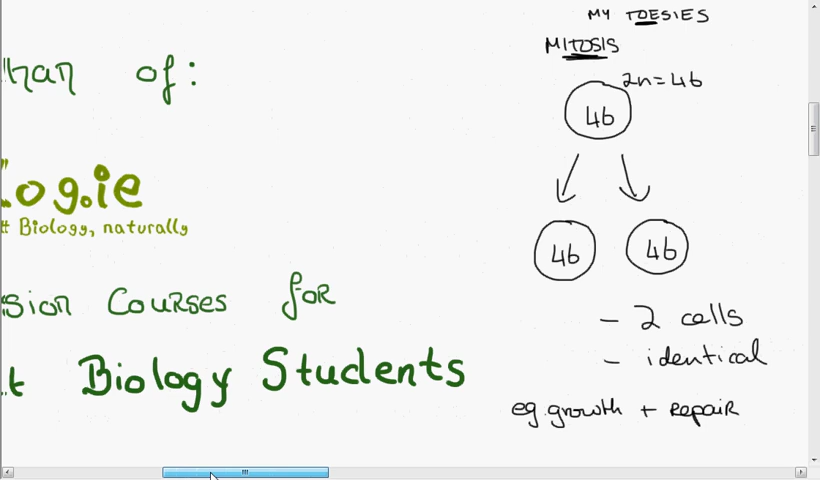 han of:
log.ie
t Biology, naturally
sion Courses for
t Biology Students
MY TOESIES
MITOSIS
2n=46
46
46 46
- 2 cells
- identical
eg. growth + repair